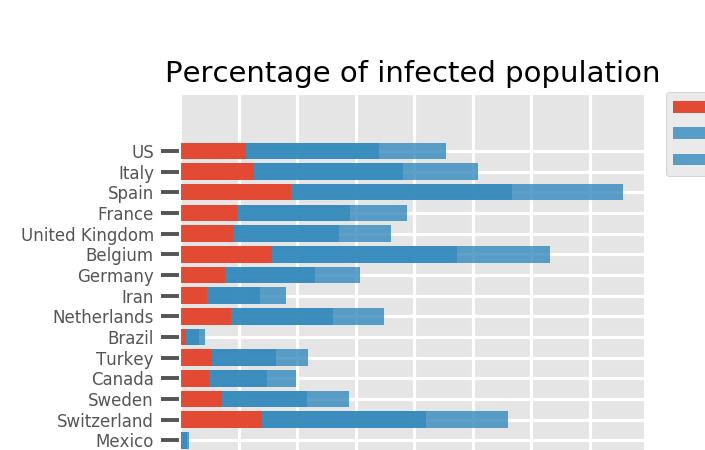 Percentage of infected population
US
Italy
Spain
France
United Kingdom
Belgium
Germany
Iran
Netherlands
Brazil
Turkey
Canada
Sweden
Switzerland
Mexico